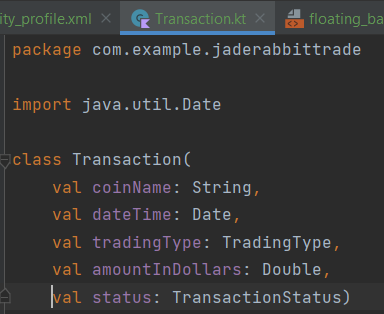 ity_profile.xml Transaction.kt floating_ba
package com.example.jaderabbittrade
import java.util.Date
class Transaction(
val coinName: String,
val dateTime: Date,
val tradingType: TradingType,
val amountInDollars: Double,
val status: TransactionStatus)